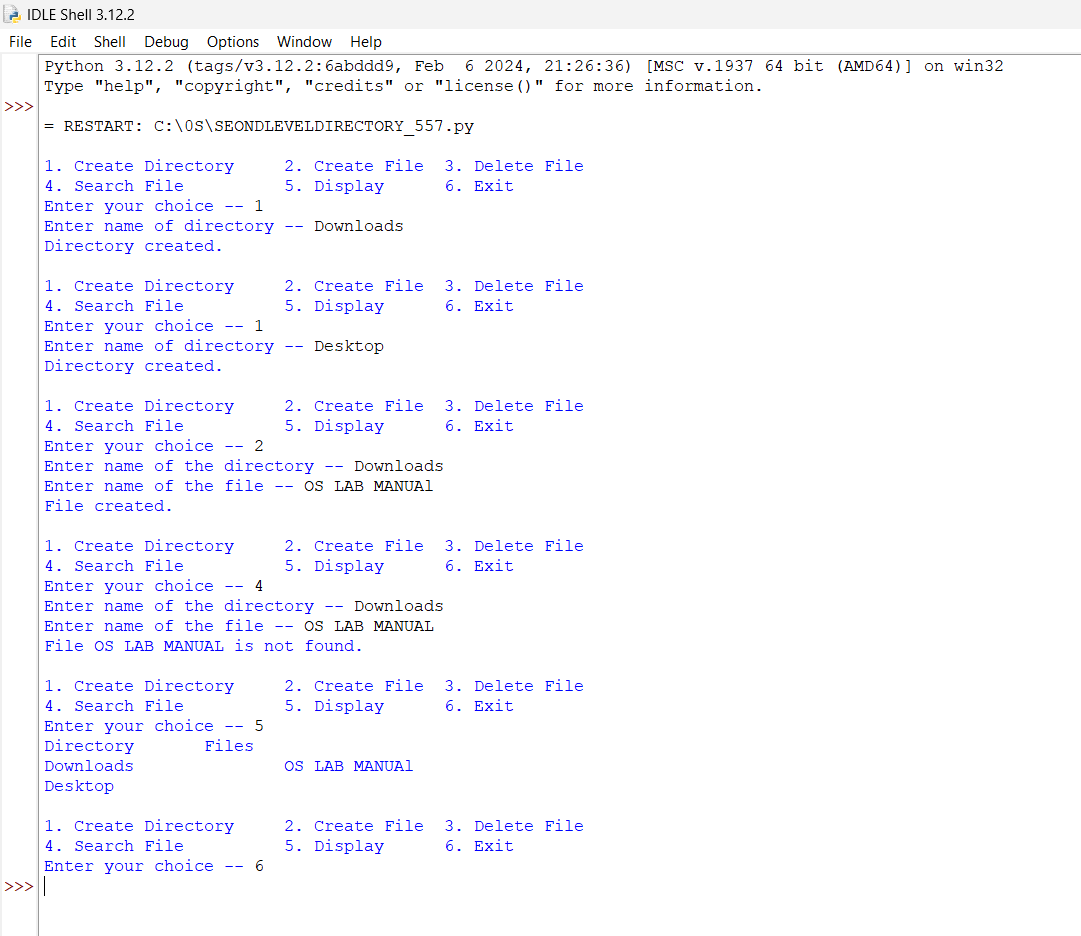 IDLE Shell 3.12.2
File Edit Shell Debug Options Window Help
Python 3.12.2 (tags/v3.12.2:6abddd9, Feb  6 2024, 21:26:36) [MSC v.1937 64 bit (AMD64)] on win32
Type "help", "copyright", "credits" or "license()" for more information.
>>>
= RESTART: C:\0S\SEONDLEVELDIRECTORY_557.py
1. Create Directory     2. Create File  3. Delete File
4. Search File          5. Display      6. Exit
Enter your choice -- 1
Enter name of directory -- Downloads
Directory created.
1. Create Directory     2. Create File  3. Delete File
4. Search File          5. Display      6. Exit
Enter your choice -- 1
Enter name of directory -- Desktop
Directory created.
1. Create Directory     2. Create File  3. Delete File
4. Search File          5. Display      6. Exit
Enter your choice -- 2
Enter name of the directory -- Downloads
Enter name of the file -- OS LAB MANUAl
File created.
1. Create Directory     2. Create File  3. Delete File
4. Search File          5. Display      6. Exit
Enter your choice -- 4
Enter name of the directory -- Downloads
Enter name of the file -- OS LAB MANUAL
File OS LAB MANUAL is not found.
1. Create Directory     2. Create File  3. Delete File
4. Search File          5. Display      6. Exit
Enter your choice -- 5
Directory       Files
Downloads               OS LAB MANUAl
Desktop
1. Create Directory     2. Create File  3. Delete File
4. Search File          5. Display      6. Exit
Enter your choice -- 6
>>>